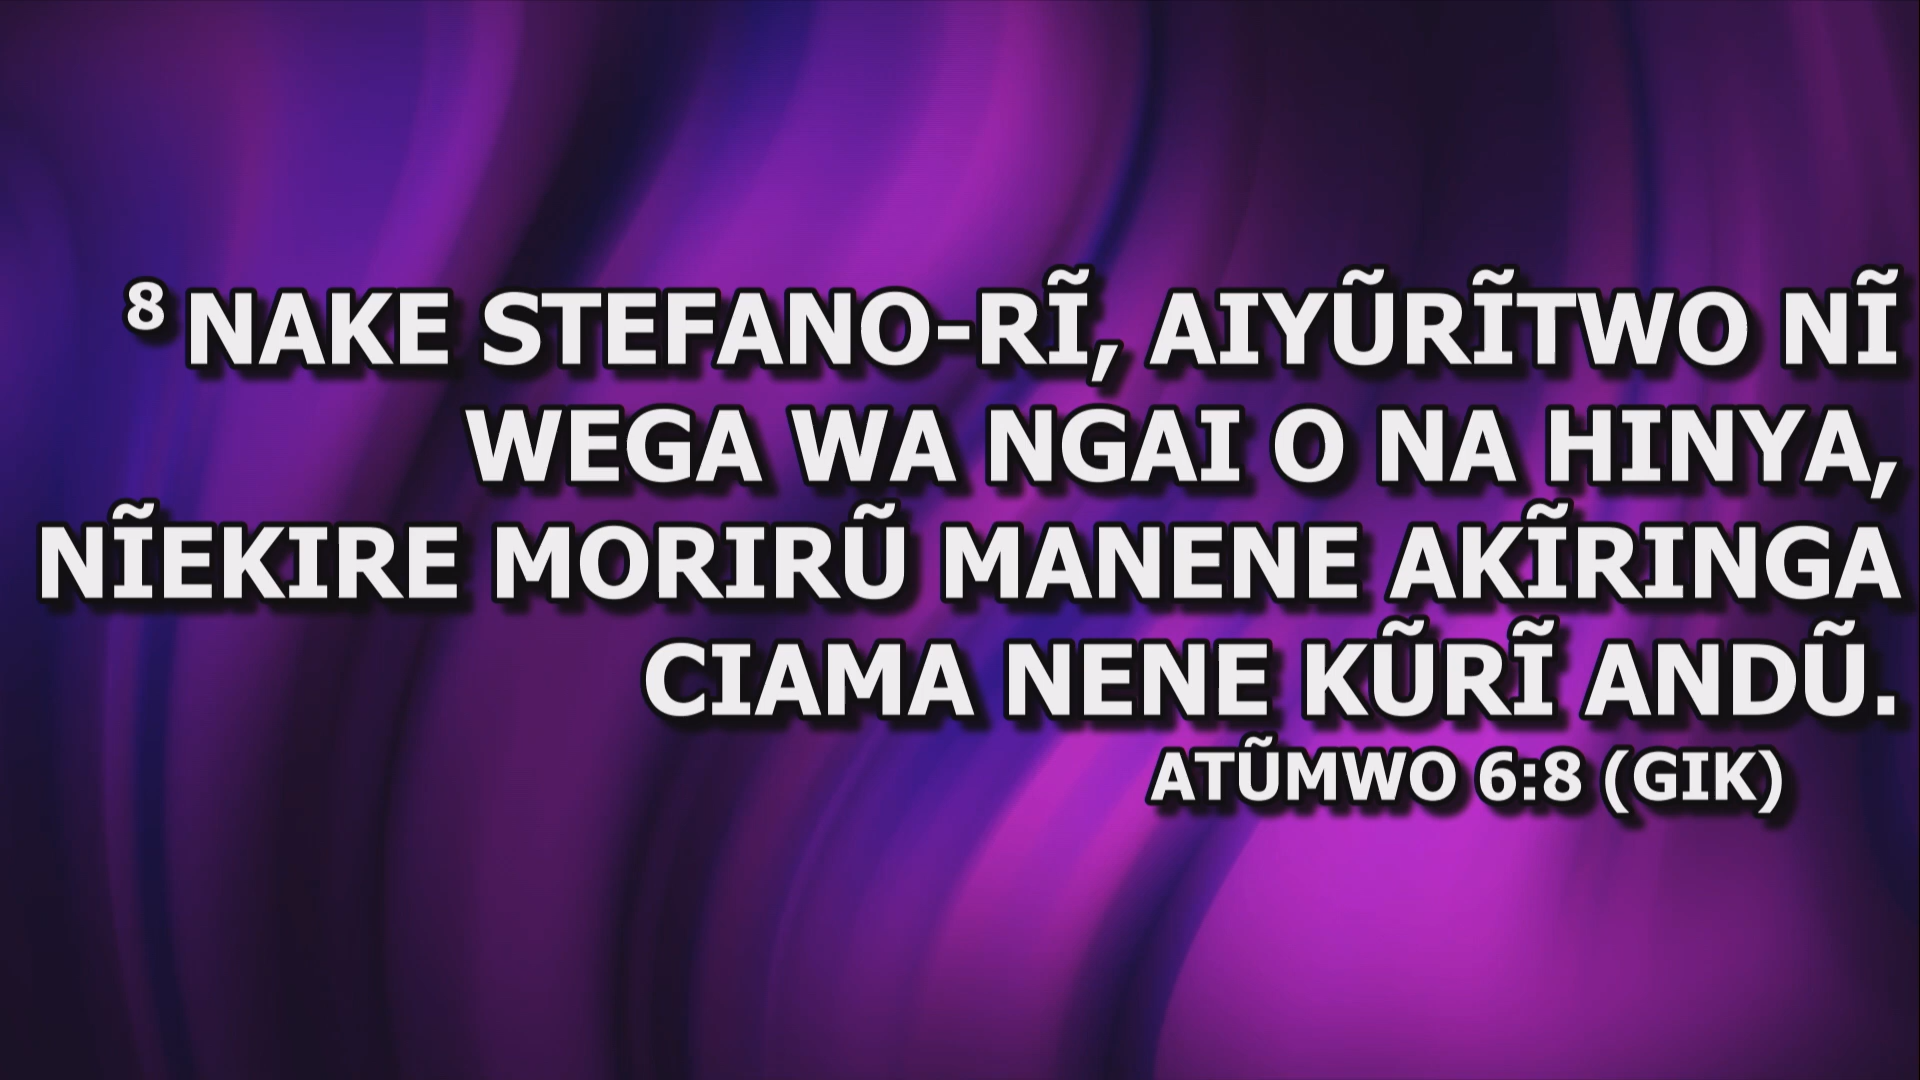 8 NAKE STEFANO-RĨ, AIYŨRĨTWO NĨ
WEGA WA NGAI O NA HINYA,
NĨEKIRE MORIRŨ MANENE AKĨRINGA
CIAMA NENE KŨRĨ ANDŨ.
ATŨMWO 6:8 (GIK)